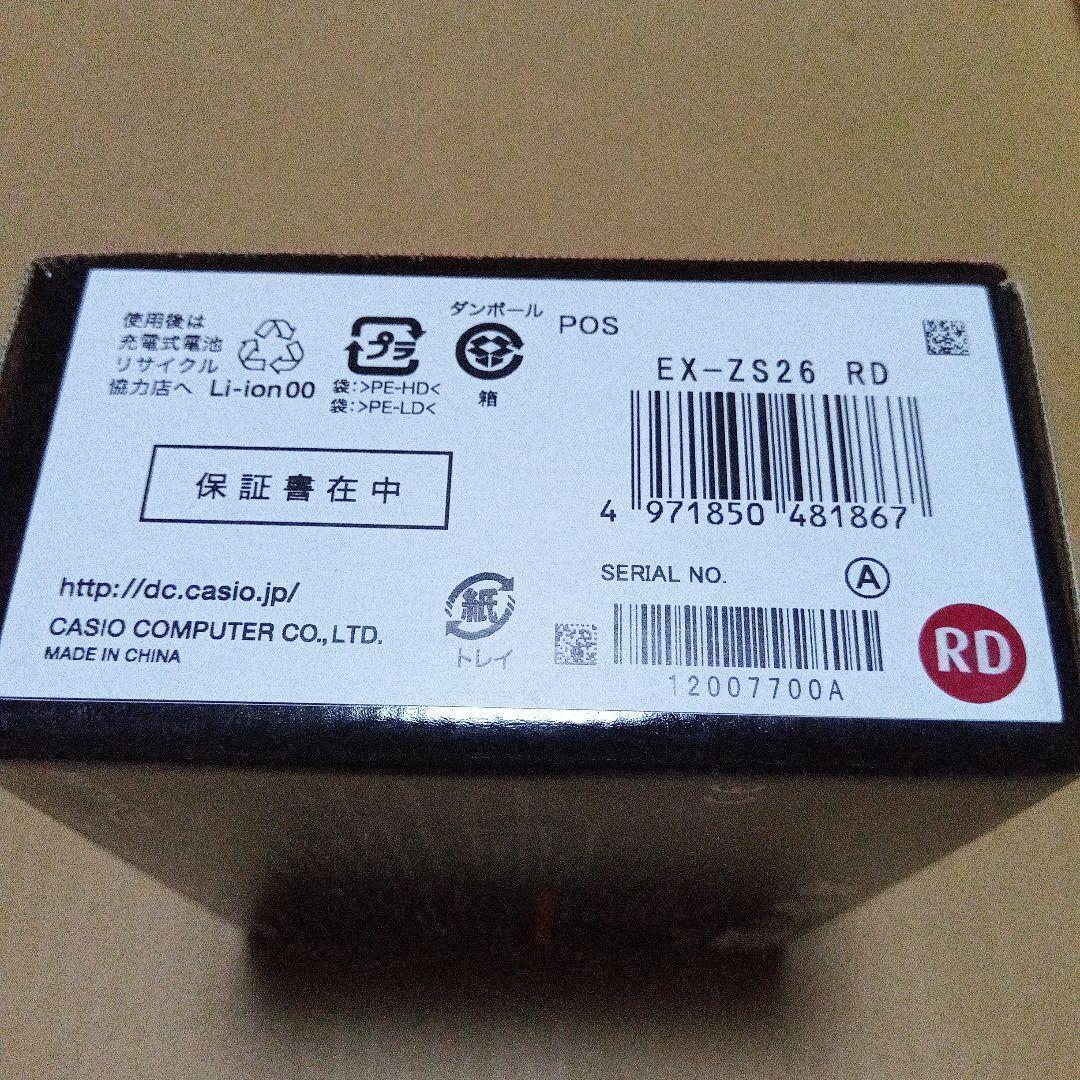 使用後は
充電式電池
リサイクル
協力店へ Li-ion00
プラ
袋:>PE-HD<
袋:>PE-LD<
ダンボール
箱
POS
EX-ZS26 RD
4 971850 481867
保証書在中
http://dc.casio.jp/
CASIO COMPUTER CO., LTD.
MADE IN CHINA
紙
トレイ
SERIAL NO. A
12007700A
RD